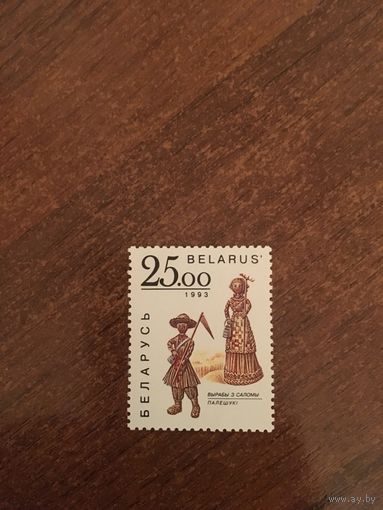 BELARUS'
25.00
1993
БЕЛАРУСЬ
ВЫРАБЫ З САЛОМЫ
ПАЛЕШУКІ
www.ay.by